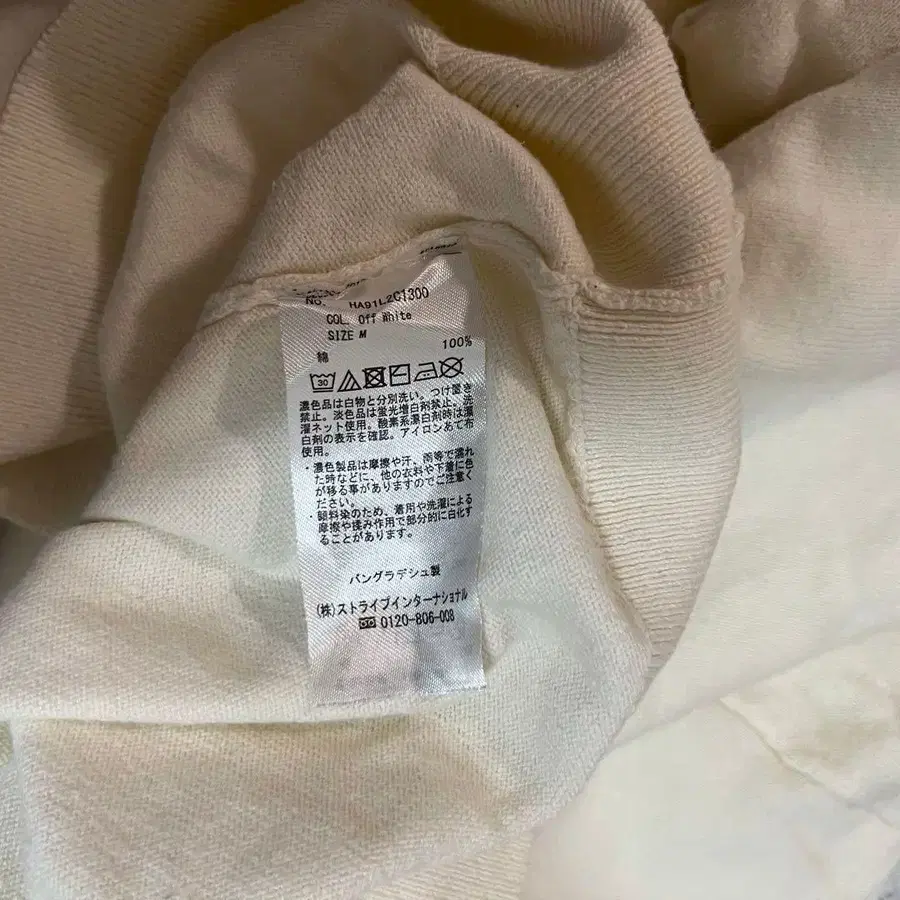 No. HA91L2C1300
COL. Off White
SIZE M
綿 100%
30
濃色品は白物と分別洗い。つけ置き
禁止。淡色品は蛍光増白剤禁止。洗
濯ネット使用。酸素系漂白剤時は漂
白剤の表示を確認。アイロンあて布
使用。
・濃色製品は摩擦や汗、雨等で濡れ
た時などに、他の衣料や下着に色
が移る事がありますのでご注意く
ださい。
・顔料染のため、着用や洗濯による
摩擦や揉み作用で部分的に白化す
ることがあります。
バングラデシュ製
(株)ストライプインターナショナル
0120-806-008